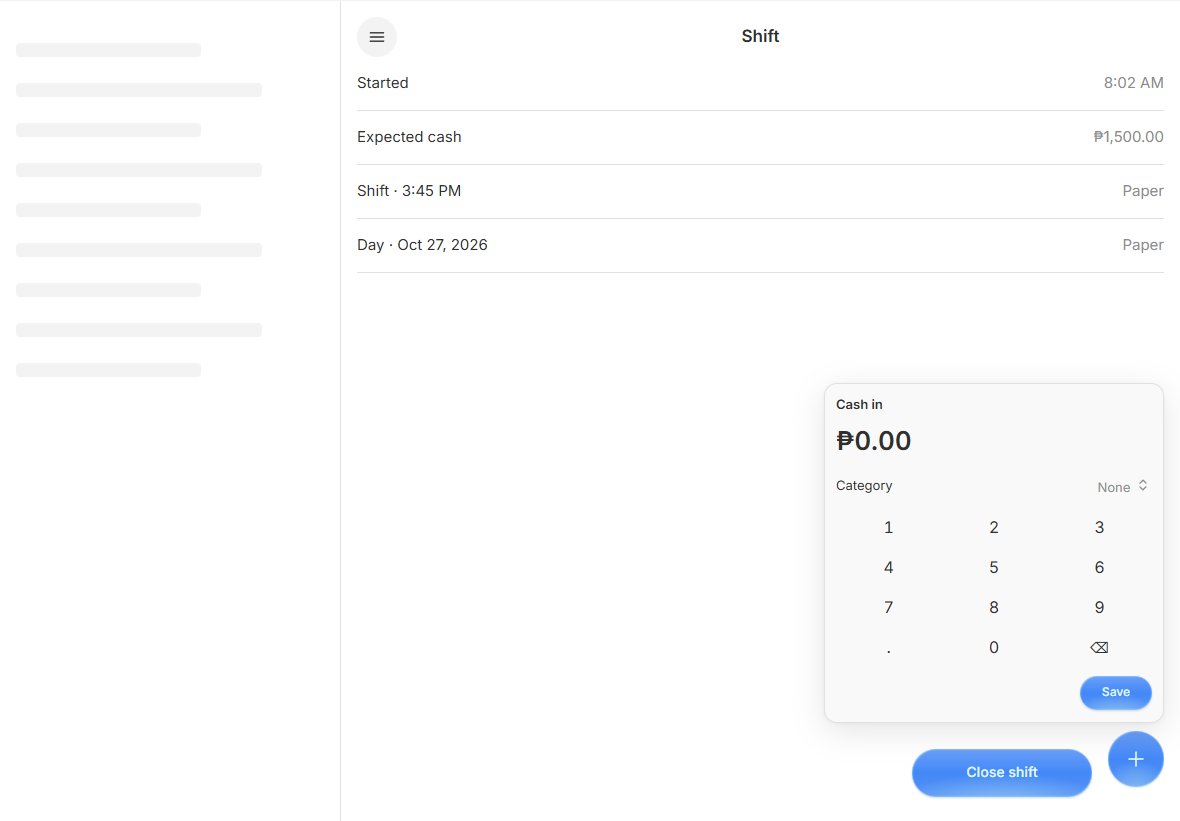 Shift
Started 8:02 AM
Expected cash ₱1,500.00
Shift · 3:45 PM Paper
Day · Oct 27, 2026 Paper
Cash in
₱0.00
Category None
1 2 3
4 5 6
7 8 9
. 0 ⌫
Save
Close shift +